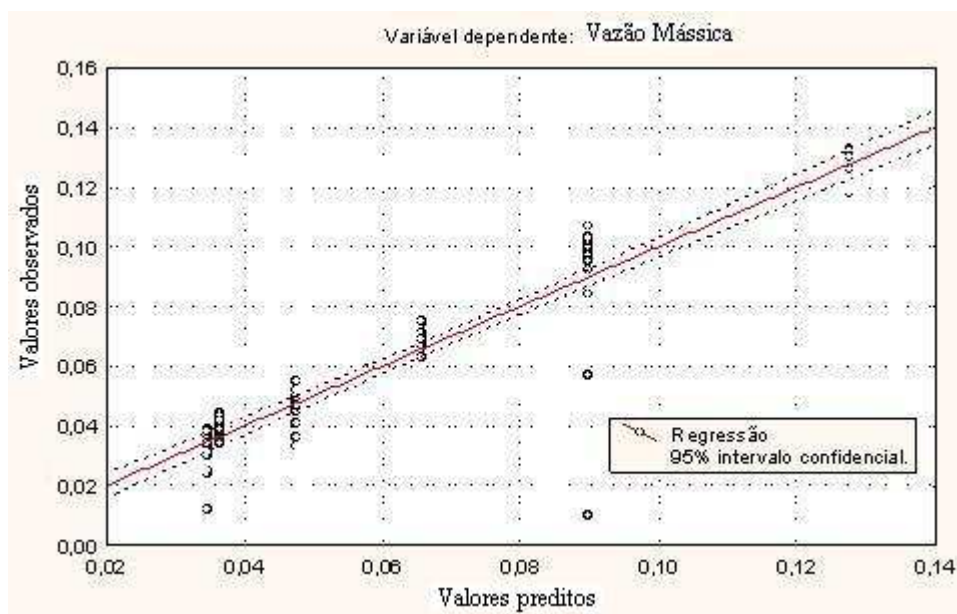 Variável dependente: Vazão Mássica
Valores observados
0,16
0,14
0,12
0,10
0,08
0,06
0,04
0,02
0,00
Regressão
95% intervalo confidencial.
0,02 0,04 0,06 0,08 0,10 0,12 0,14
Valores preditos